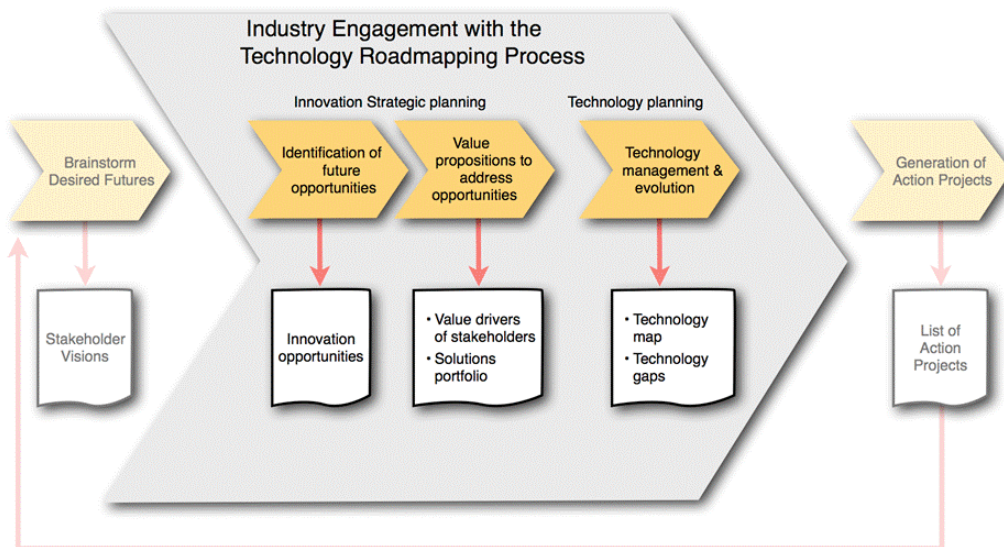 Industry Engagement with the
Technology Roadmapping Process
Innovation Strategic planning
Technology planning
Brainstorm
Desired Futures
Identification of
future
opportunities
Value
propositions to
address
opportunities
Technology
management &
evolution
Generation of
Action Projects
Stakeholder
Visions
Innovation
opportunities
• Value drivers
of stakeholders
• Solutions
portfolio
• Technology
map
• Technology
gaps
List of
Action
Projects